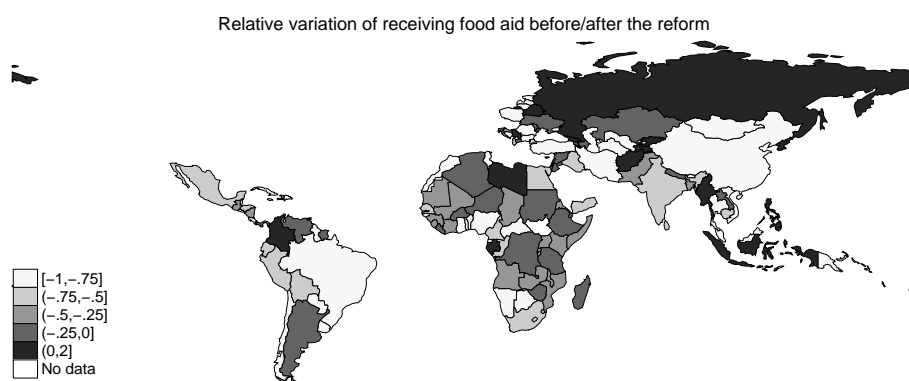 Relative variation of receiving food aid before/after the reform
[−1,−.75]
(−.75,−.5]
(−.5,−.25]
(−.25,0]
(0,2]
No data